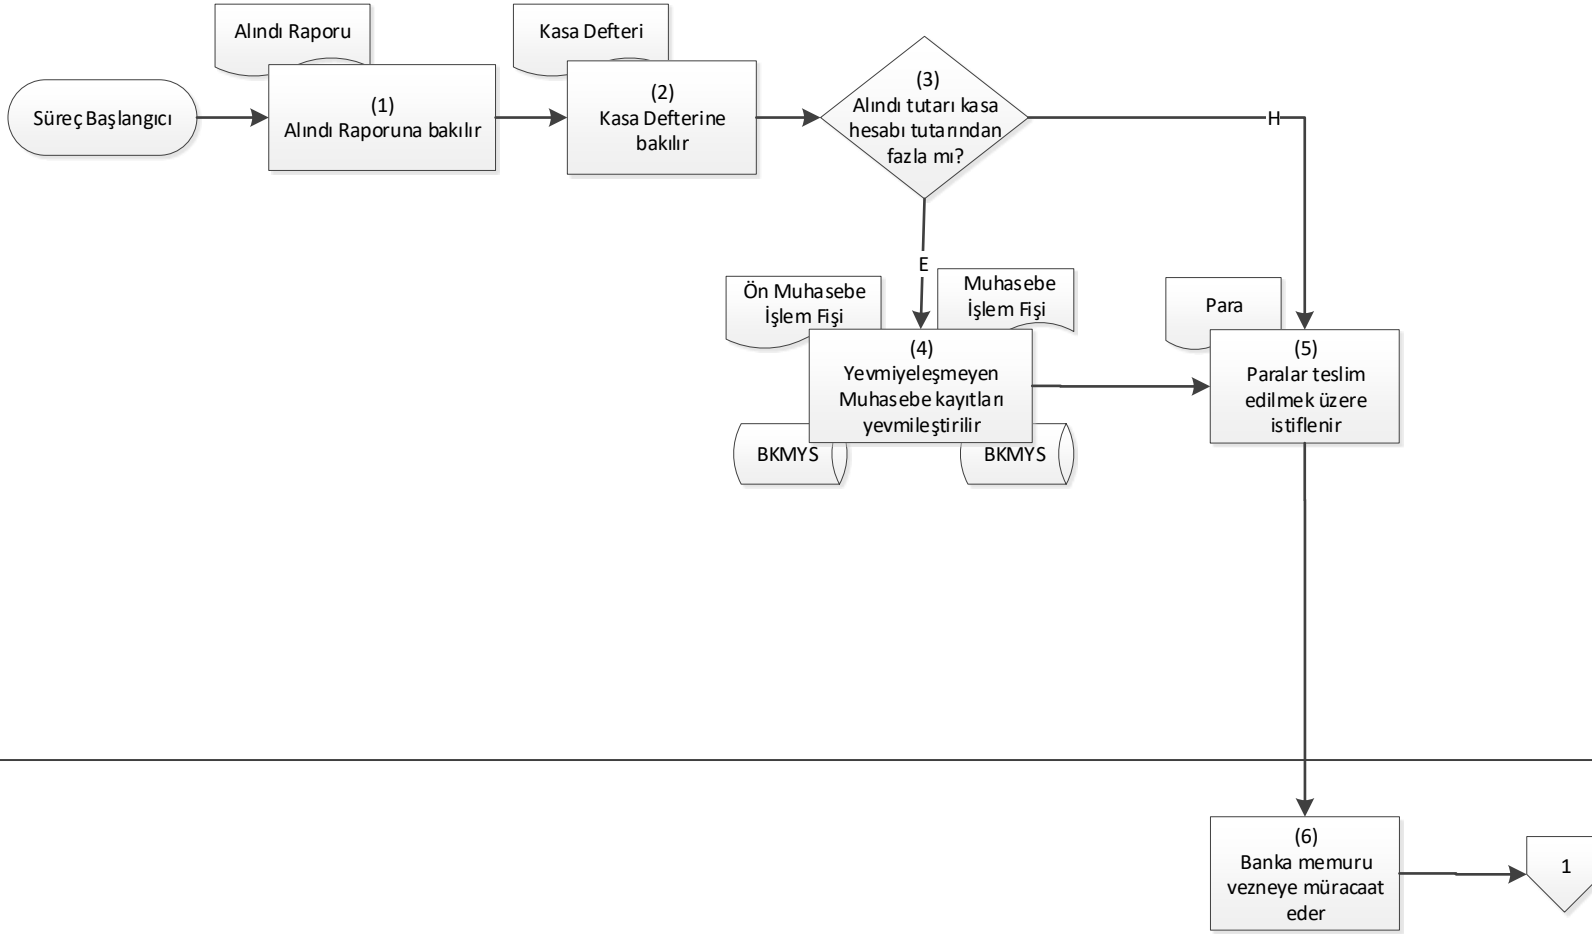 Alındı Raporu
Kasa Defteri
Süreç Başlangıcı
(1)
Alındı Raporuna bakılır
(2)
Kasa Defterine
bakılır
(3)
Alındı tutarı kasa
hesabı tutarından
fazla mı?
H
E
Ön Muhasebe
İşlem Fişi
Muhasebe
İşlem Fişi
Para
(4)
Yevmiyeleşmeyen
Muhasebe kayıtları
yevmileştirilir
BKMYS
BKMYS
(5)
Paralar teslim
edilmek üzere
istiflenir
(6)
Banka memuru
vezneye müracaat
eder
1